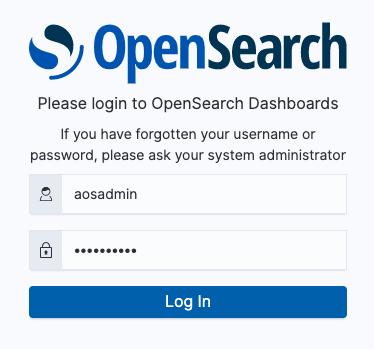 OpenSearch
Please login to OpenSearch Dashboards
If you have forgotten your username or
password, please ask your system administrator
aosadmin
••••••••••
Log In